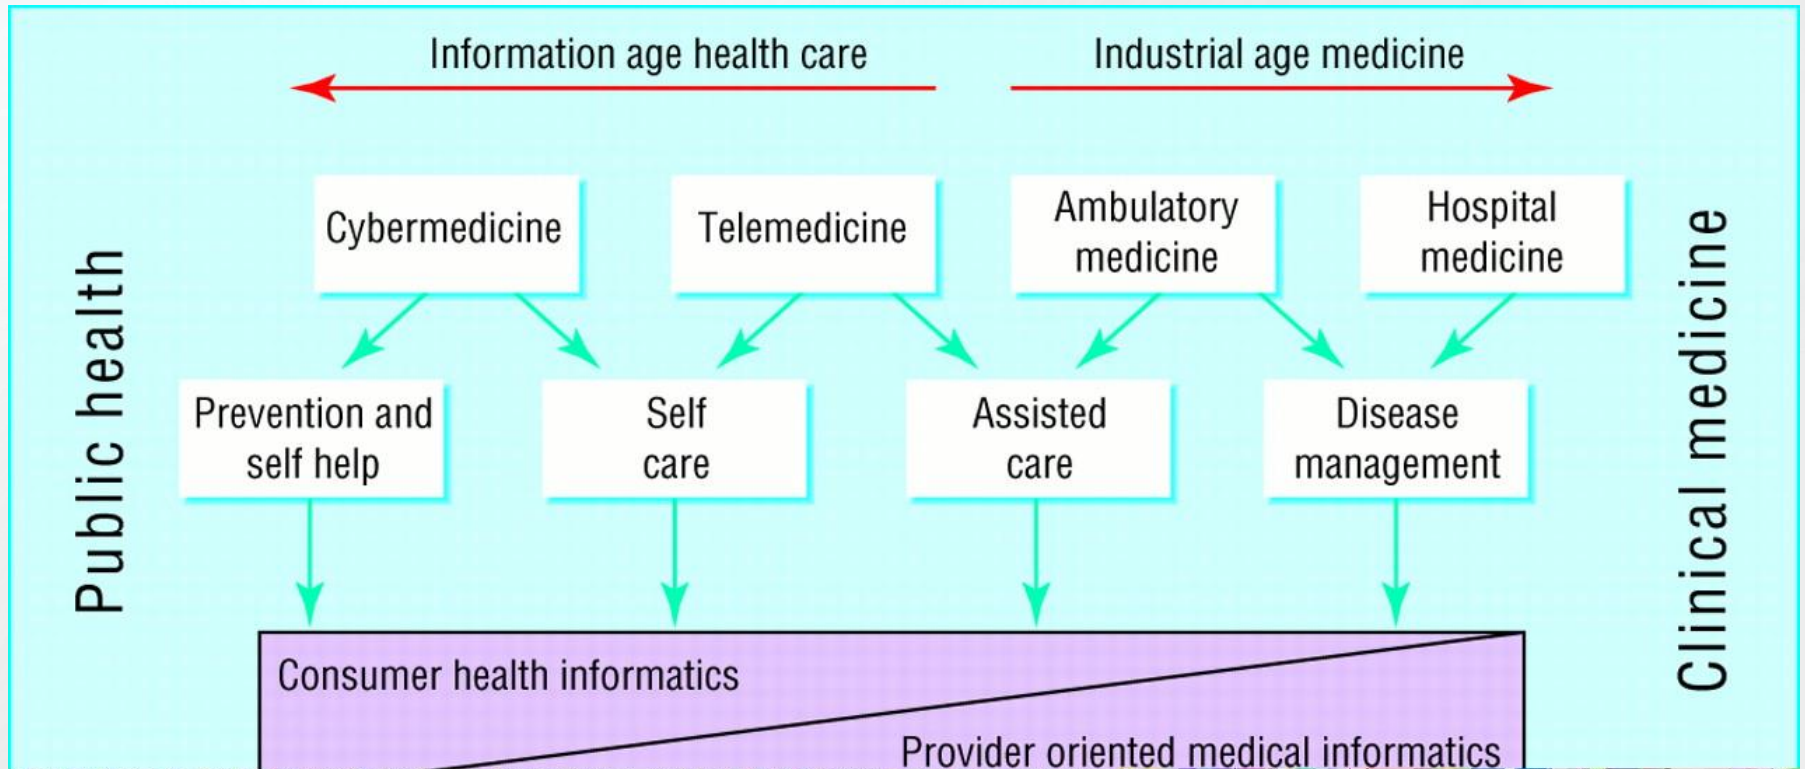 Information age health care
Industrial age medicine
Public health
Cybermedicine
Telemedicine
Ambulatory
medicine
Hospital
medicine
Prevention and
self help
Self
care
Assisted
care
Disease
management
Clinical medicine
Consumer health informatics
Provider oriented medical informatics